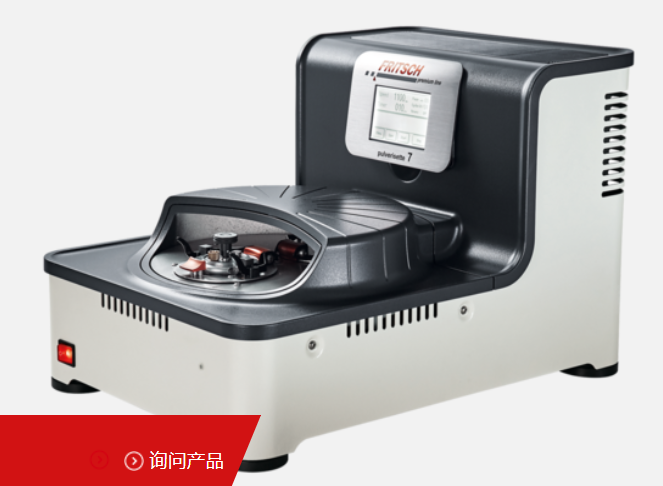 FRITSCH
premium line
pulverisette 7
询问产品